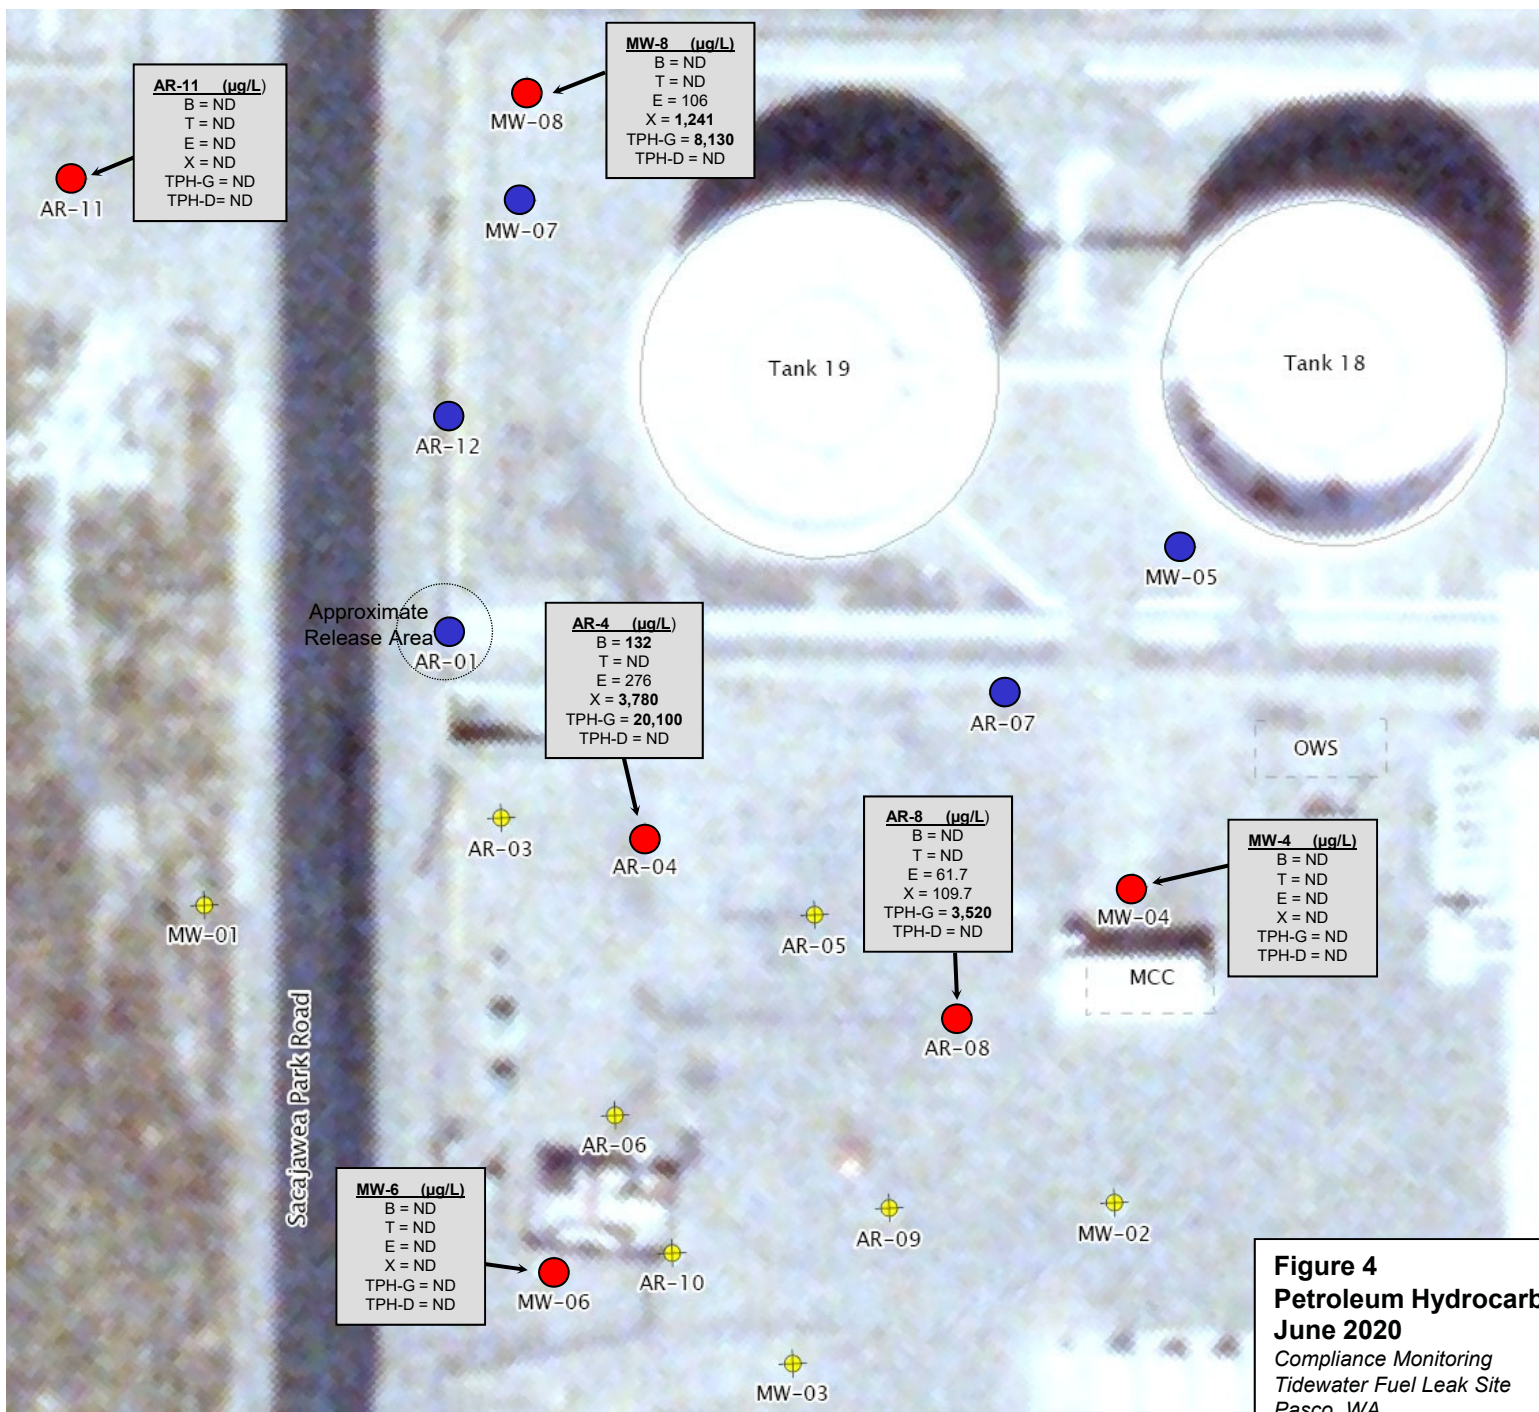 MW-8 (µg/L)
B = ND
T = ND
E = 106
X = 1,241
TPH-G = 8,130
TPH-D = ND
AR-11 (µg/L)
B = ND
T = ND
E = ND
X = ND
TPH-G = ND
TPH-D= ND
MW-08
AR-11
MW-07
Tank 19
Tank 18
AR-12
MW-05
Approximate
Release Area
AR-01
AR-4 (µg/L)
B = 132
T = ND
E = 276
X = 3,780
TPH-G = 20,100
TPH-D = ND
AR-07
OWS
AR-03
AR-04
AR-8 (µg/L)
B = ND
T = ND
E = 61.7
X = 109.7
TPH-G = 3,520
TPH-D = ND
MW-4 (µg/L)
B = ND
T = ND
E = ND
X = ND
TPH-G = ND
TPH-D = ND
MW-04
MW-01
AR-05
MCC
AR-08
Sacajawea Park Road
AR-06
MW-6 (µg/L)
B = ND
T = ND
E = ND
X = ND
TPH-G = ND
TPH-D = ND
AR-09
MW-02
AR-10
MW-06
MW-03
Figure 4
Petroleum Hydrocarb
June 2020
Compliance Monitoring
Tidewater Fuel Leak Site
Pasco, WA